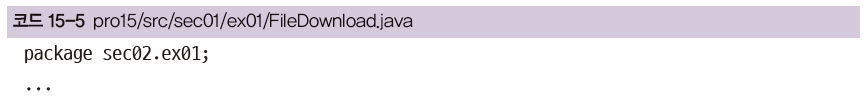 코드 15-5 pro15/src/sec01/ex01/FileDownload.java
package sec02.ex01;
...